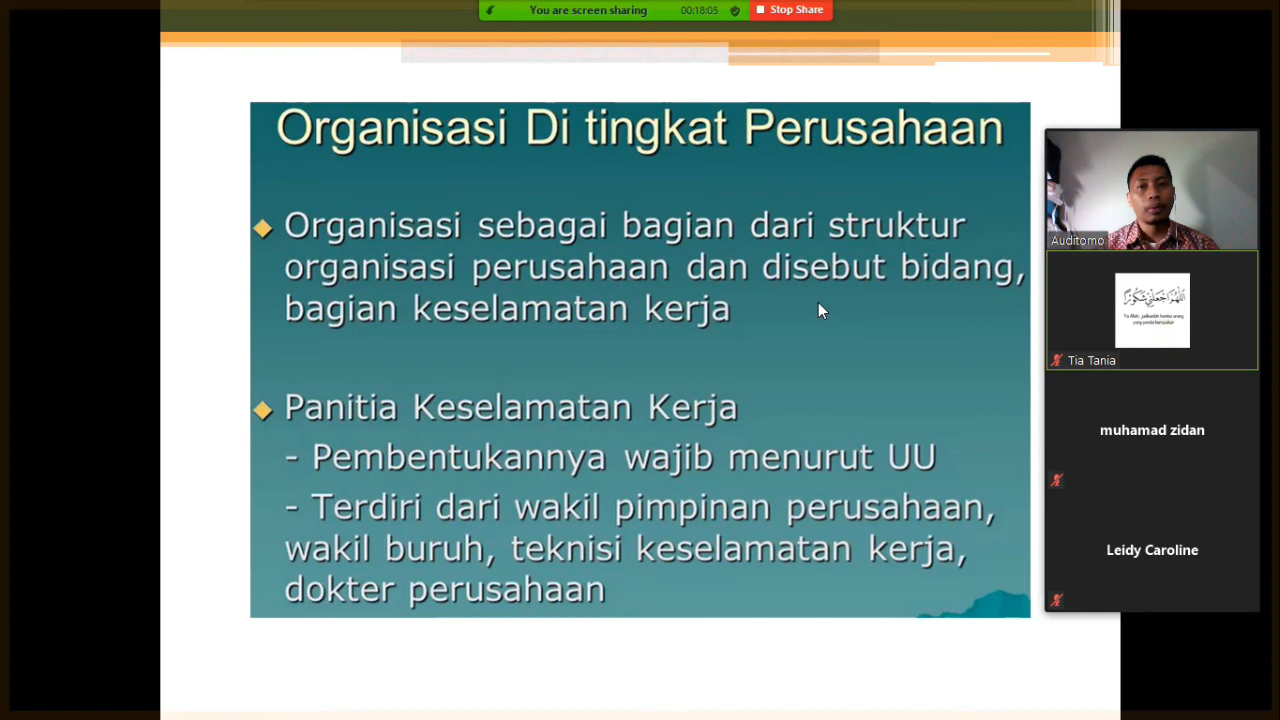 You are screen sharing 00:18:05 Stop Share
Organisasi Di tingkat Perusahaan
Organisasi sebagai bagian dari struktur
organisasi perusahaan dan disebut bidang,
bagian keselamatan kerja
Panitia Keselamatan Kerja
- Pembentukannya wajib menurut UU
- Terdiri dari wakil pimpinan perusahaan,
wakil buruh, teknisi keselamatan kerja,
dokter perusahaan
Auditomo
Tia Tania
muhamad zidan
Leidy Caroline